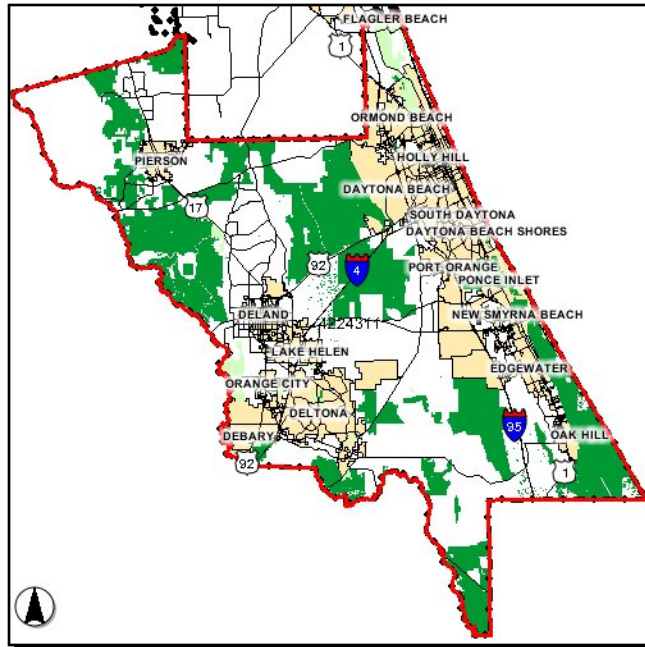 FLAGLER BEACH
1
ORMOND BEACH
HOLLY HILL
PIERSON
DAYTONA BEACH
17
SOUTH DAYTONA
DAYTONA BEACH SHORES
92
4
PORT ORANGE
PONCE INLET
DELAND
NEW SMYRNA BEACH
LAKE HELEN
EDGEWATER
ORANGE CITY
DELTONA
95
DEBARY
OAK HILL
92
1